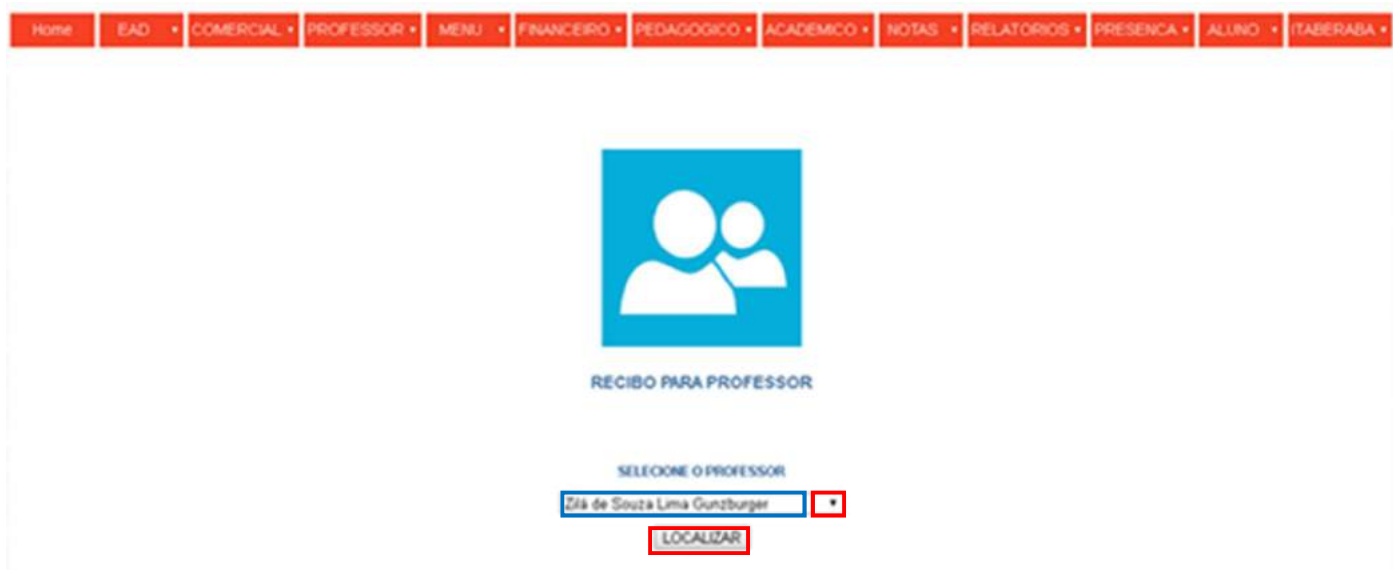 Home EAD COMERCIAL PROFESSOR MENU FINANCEIRO PEDAGOGICO ACADEMICO NOTAS RELATORIOS PRESENCA ALUNO ITABERABA
RECIBO PARA PROFESSOR
SELECIONE O PROFESSOR
Zilá de Souza Lima Gunzburger
LOCALIZAR